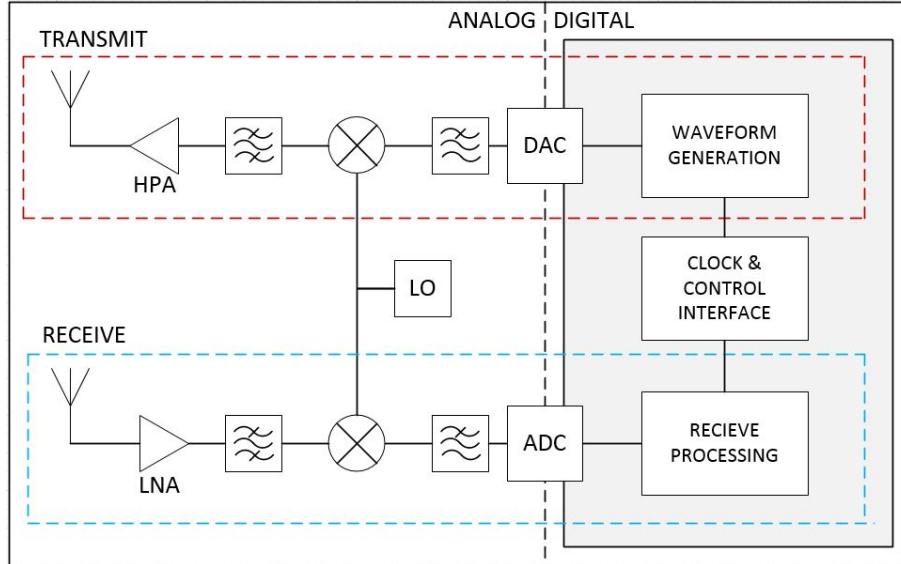 ANALOG DIGITAL
TRANSMIT
HPA
DAC
WAVEFORM
GENERATION
LO
CLOCK &
CONTROL
INTERFACE
RECEIVE
LNA
ADC
RECIEVE
PROCESSING